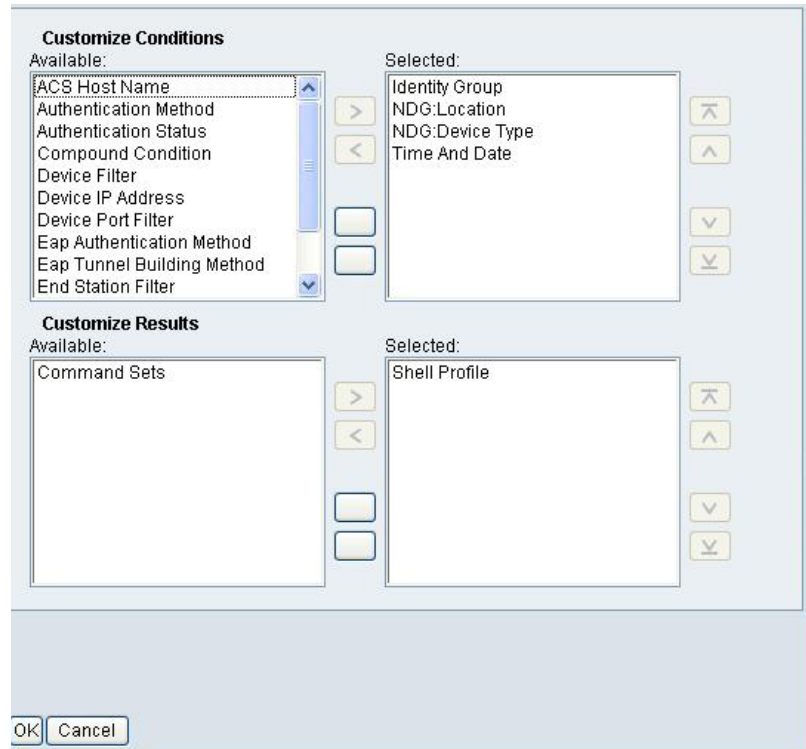 Customize Conditions
Available:
ACS Host Name
Authentication Method
Authentication Status
Compound Condition
Device Filter
Device IP Address
Device Port Filter
Eap Authentication Method
Eap Tunnel Building Method
End Station Filter
Selected:
Identity Group
NDG:Location
NDG:Device Type
Time And Date
Customize Results
Available:
Command Sets
Selected:
Shell Profile
OK
Cancel